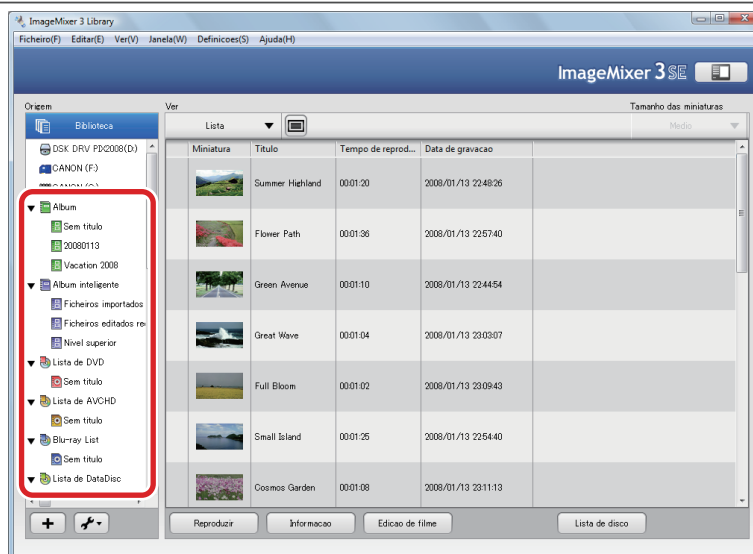 ImageMixer 3 Library
Ficheiro(F) Editar(E) Ver(V) Janela(W) Definicoes(S) Ajuda(H)
ImageMixer 3 SE
Origem Ver Tamanho das miniaturas
Biblioteca Lista Medio
DSK DRV PD2008(D:)
CANON (F:)
Miniatura Titulo Tempo de reprod... Data de gravacao
Album
Sem titulo
20080113
Vacation 2008
Album inteligente
Ficheiros importados
Ficheiros editados re
Nivel superior
Lista de DVD
Sem titulo
Lista de AVCHD
Sem titulo
Blu-ray List
Sem titulo
Lista de DataDisc
Summer Highland 00:01:20 2008/01/13 22:48:26
Flower Path 00:01:36 2008/01/13 22:57:40
Green Avenue 00:01:10 2008/01/13 22:44:54
Great Wave 00:01:04 2008/01/13 23:03:07
Full Bloom 00:01:02 2008/01/13 23:09:43
Small Island 00:01:25 2008/01/13 22:54:40
Cosmos Garden 00:01:08 2008/01/13 23:11:13
Reproduzir Informacao Edicao de filme Lista de disco